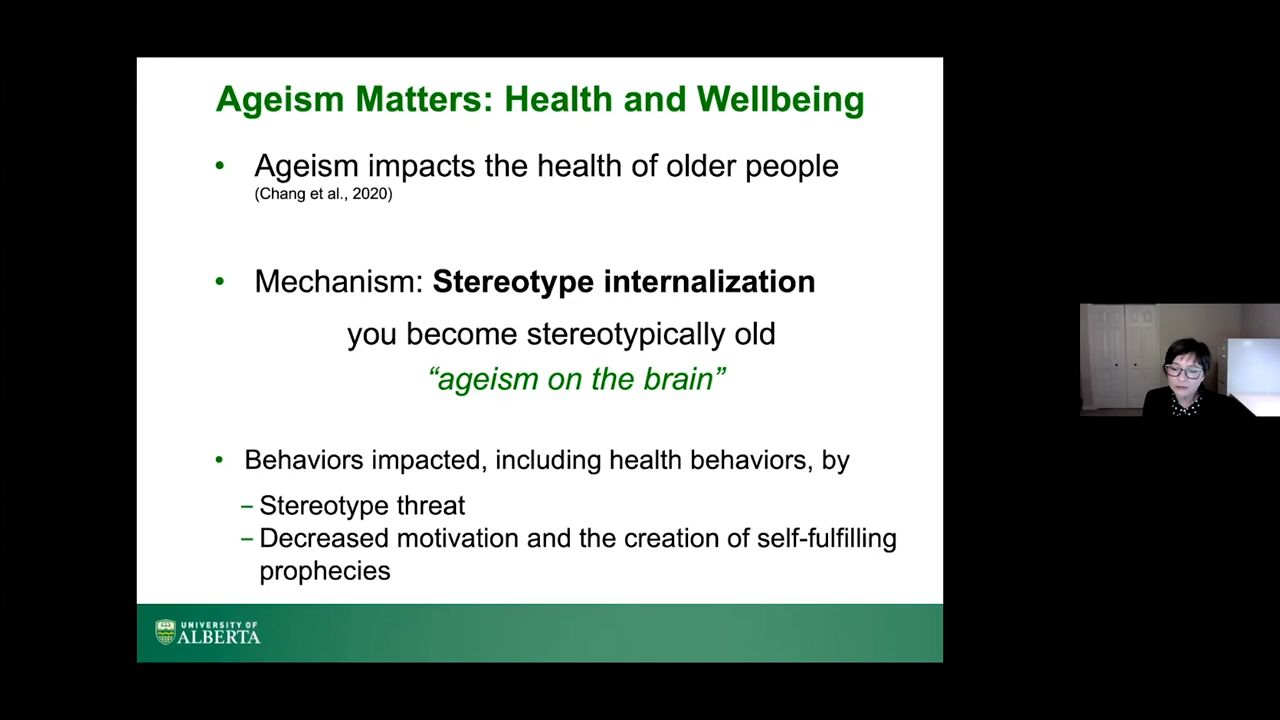 Ageism Matters: Health and Wellbeing
• Ageism impacts the health of older people
(Chang et al., 2020)
• Mechanism: Stereotype internalization
you become stereotypically old
“ageism on the brain”
• Behaviors impacted, including health behaviors, by
– Stereotype threat
– Decreased motivation and the creation of self-fulfilling
prophecies
UNIVERSITY OF
ALBERTA